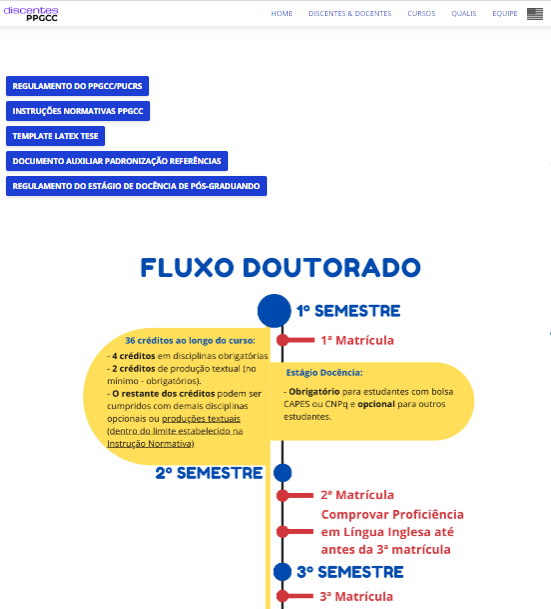 discentes
PPGCC
HOME DISCENTES & DOCENTES CURSOS QUALIS EQUIPE
REGULAMENTO DO PPGCC/PUCRS
INSTRUÇÕES NORMATIVAS PPGCC
TEMPLATE LATEX TESE
DOCUMENTO AUXILIAR PADRONIZAÇÃO REFERÊNCIAS
REGULAMENTO DO ESTÁGIO DE DOCÊNCIA DE PÓS-GRADUANDO
FLUXO DOUTORADO
1º SEMESTRE
1ª Matrícula
36 créditos ao longo do curso:
- 4 créditos em disciplinas obrigatórias
- 2 créditos de produção textual (no
mínimo - obrigatórios).
- O restante dos créditos podem ser
cumpridos com demais disciplinas
opcionais ou produções textuais
(dentro do limite estabelecido na
Instrução Normativa)
Estágio Docência:
- Obrigatório para estudantes com bolsa
CAPES ou CNPq e opcional para outros
estudantes.
2º SEMESTRE
2ª Matrícula
Comprovar Proficiência
em Língua Inglesa até
antes da 3ª matrícula
3º SEMESTRE
3ª Matrícula